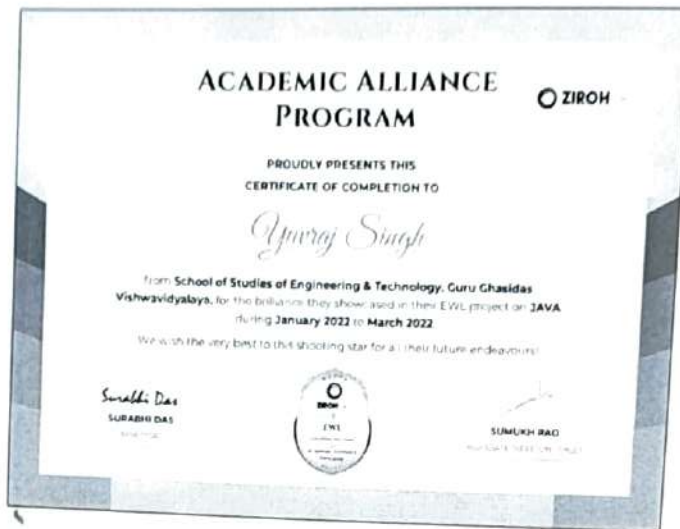 ACADEMIC ALLIANCE
PROGRAM
ZIROH
PROUDLY PRESENTS THIS
CERTIFICATE OF COMPLETION TO
Yuvraj Singh
from School of Studies of Engineering & Technology, Guru Ghasidas
Vishwavidyalaya, for the brilliance they showcased in their EWL project on JAVA
during January 2022 to March 2022
We wish the very best to this shooting star for all their future endeavours!
Surabhi Das
SURABHI DAS
ZIROH
EWL
SUMUKH RAO